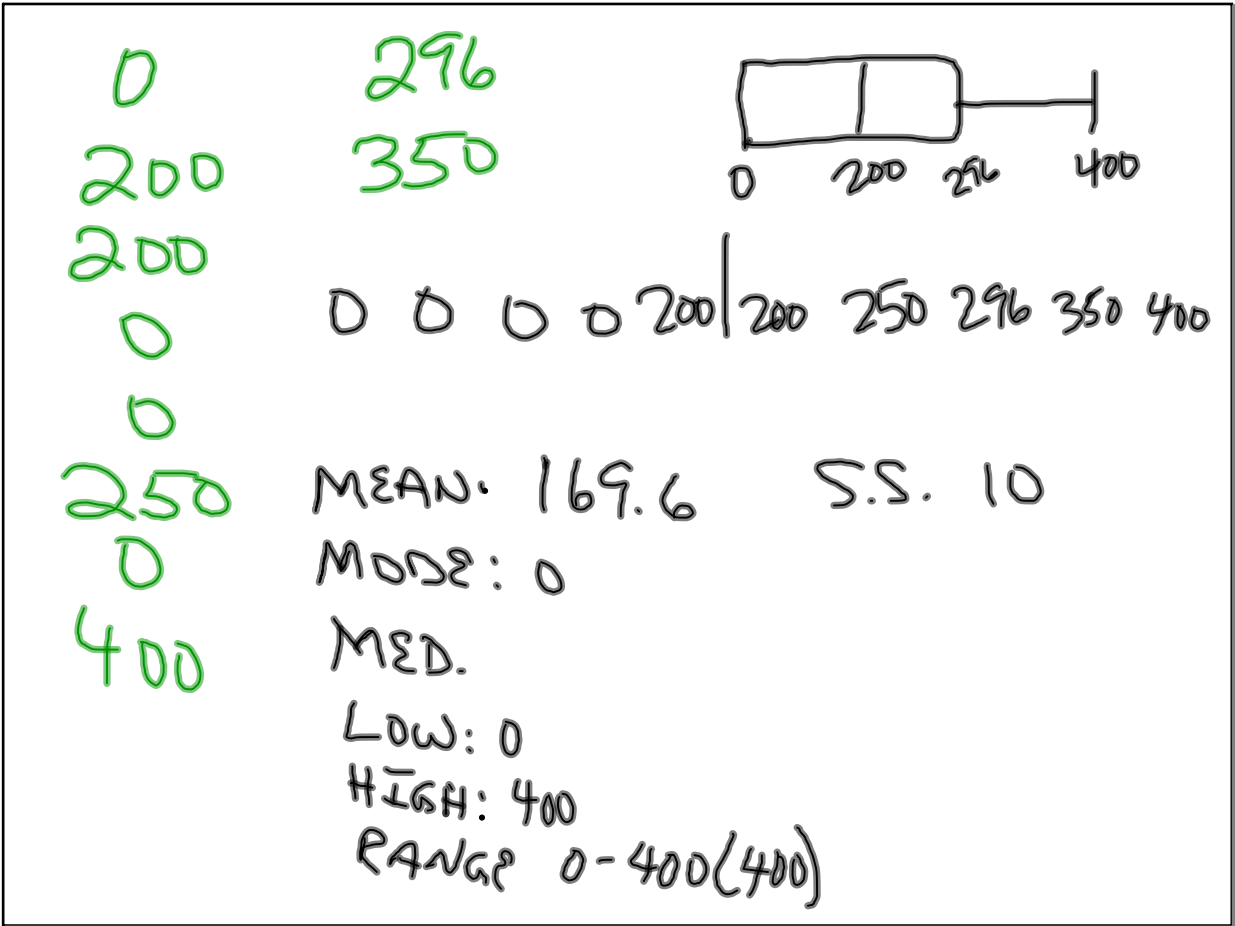 0
200
200
0
0
250
0
400
296
350
0 200 296 400
0 0 0 0 200 200 250 296 350 400
MEAN: 169.6 S.S. 10
MODE: 0
MED.
LOW: 0
HIGH: 400
RANGE 0-400(400)